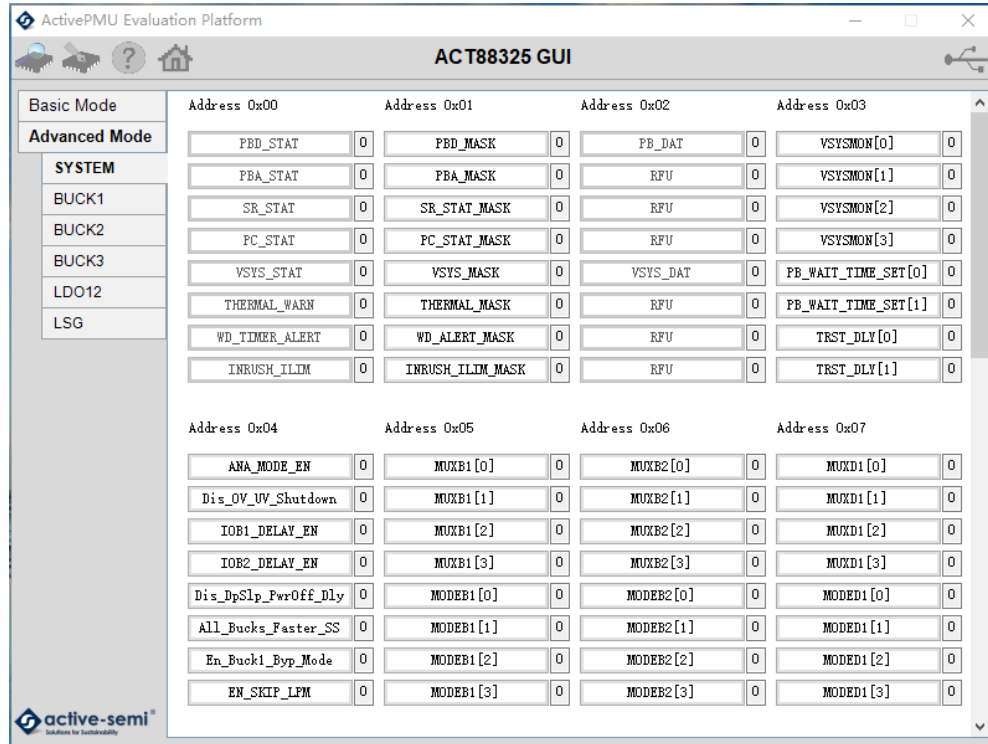 ActivePMU Evaluation Platform
ACT88325 GUI
Basic Mode
Advanced Mode
SYSTEM
BUCK1
BUCK2
BUCK3
LDO12
LSG
Address 0x00 Address 0x01 Address 0x02 Address 0x03
PBD_STAT 0 PBD_MASK 0 PB_DAT 0 VSYSMON[0] 0
PBA_STAT 0 PBA_MASK 0 RFU 0 VSYSMON[1] 0
SR_STAT 0 SR_STAT_MASK 0 RFU 0 VSYSMON[2] 0
PC_STAT 0 PC_STAT_MASK 0 RFU 0 VSYSMON[3] 0
VSYS_STAT 0 VSYS_MASK 0 VSYS_DAT 0 PB_WAIT_TIME_SET[0] 0
THERMAL_WARN 0 THERMAL_MASK 0 RFU 0 PB_WAIT_TIME_SET[1] 0
WD_TIMER_ALERT 0 WD_ALERT_MASK 0 RFU 0 TRST_DLY[0] 0
INRUSH_ILIM 0 INRUSH_ILIM_MASK 0 RFU 0 TRST_DLY[1] 0
Address 0x04 Address 0x05 Address 0x06 Address 0x07
ANA_MODE_EN 0 MUXB1[0] 0 MUXB2[0] 0 MUXD1[0] 0
Dis_OV_UV_Shutdown 0 MUXB1[1] 0 MUXB2[1] 0 MUXD1[1] 0
IOB1_DELAY_EN 0 MUXB1[2] 0 MUXB2[2] 0 MUXD1[2] 0
IOB2_DELAY_EN 0 MUXB1[3] 0 MUXB2[3] 0 MUXD1[3] 0
Dis_DpSlp_PwrOff_Dly 0 MODEB1[0] 0 MODEB2[0] 0 MODED1[0] 0
All_Bucks_Faster_SS 0 MODEB1[1] 0 MODEB2[1] 0 MODED1[1] 0
En_Buck1_Byp_Mode 0 MODEB1[2] 0 MODEB2[2] 0 MODED1[2] 0
EN_SKIP_LPM 0 MODEB1[3] 0 MODEB2[3] 0 MODED1[3] 0
active-semi
Solutions for Sustainability